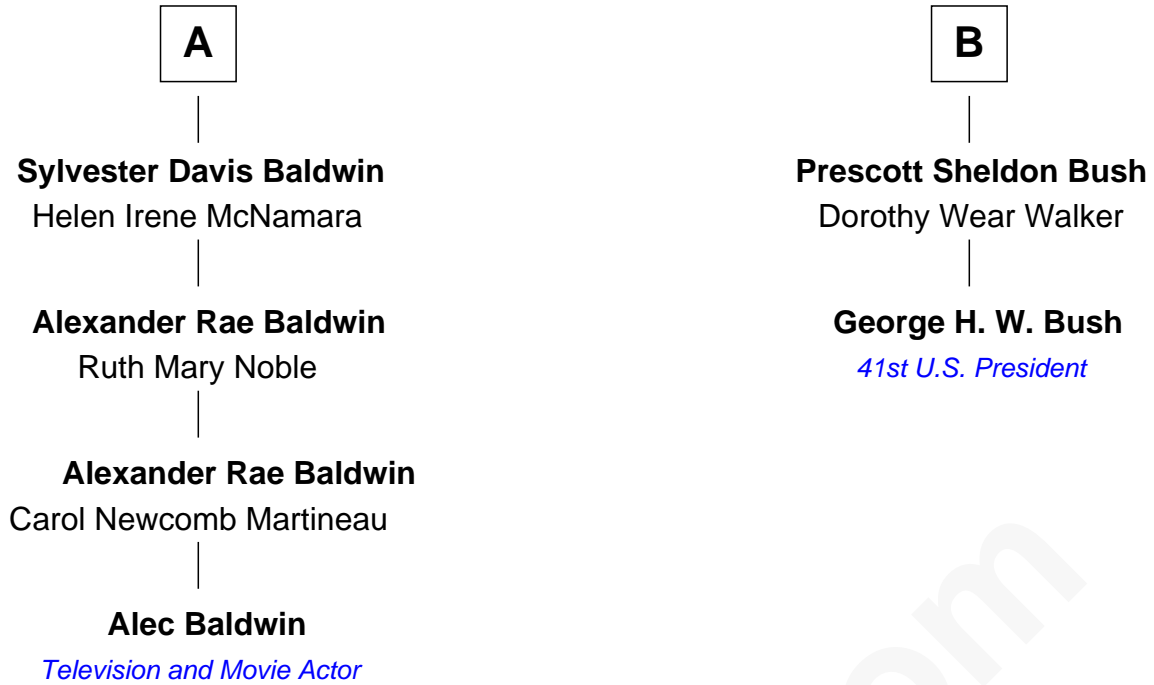 A
Sylvester Davis Baldwin
Helen Irene McNamara
Alexander Rae Baldwin
Ruth Mary Noble
Alexander Rae Baldwin
Carol Newcomb Martineau
Alec Baldwin
Television and Movie Actor
B
Prescott Sheldon Bush
Dorothy Wear Walker
George H. W. Bush
41st U.S. President
om